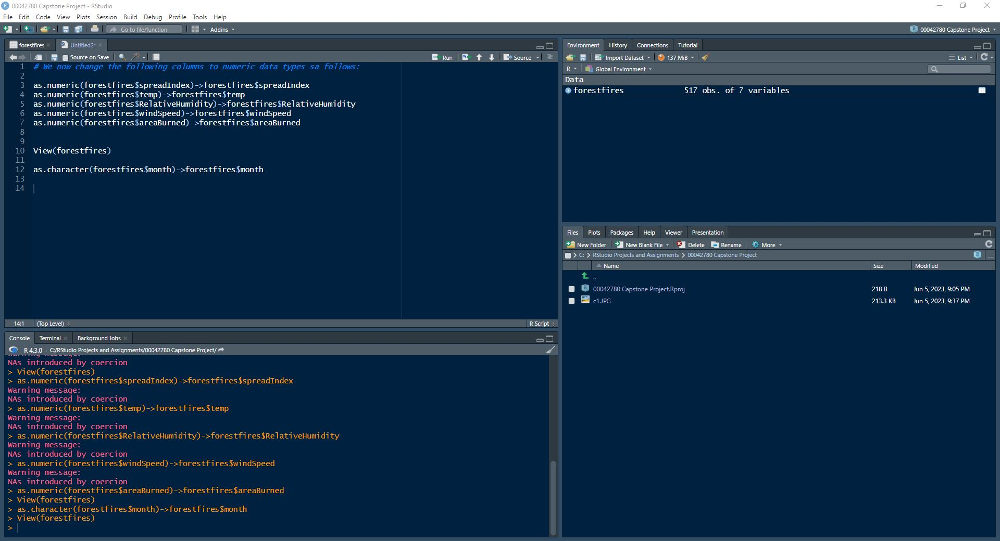 00042780 Capstone Project - RStudio
File Edit Code View Plots Session Build Debug Profile Tools Help
Go to file/function Addins
00042780 Capstone Project
forestfires Untitled2*
Source on Save Run Source
1 # We now change the following columns to numeric data types sa follows:
2
3 as.numeric(forestfires$spreadIndex)->forestfires$spreadIndex
4 as.numeric(forestfires$temp)->forestfires$temp
5 as.numeric(forestfires$RelativeHumidity)->forestfires$RelativeHumidity
6 as.numeric(forestfires$windSpeed)->forestfires$windSpeed
7 as.numeric(forestfires$areaBurned)->forestfires$areaBurned
8
9
10 View(forestfires)
11
12 as.character(forestfires$month)->forestfires$month
13
14
14:1 (Top Level) R Script
Console Terminal Background Jobs
R 4.3.0 · C:/RStudio Projects and Assignments/00042780 Capstone Project/
NAs introduced by coercion
> View(forestfires)
> as.numeric(forestfires$spreadIndex)->forestfires$spreadIndex
Warning message:
NAs introduced by coercion
> as.numeric(forestfires$temp)->forestfires$temp
Warning message:
NAs introduced by coercion
> as.numeric(forestfires$RelativeHumidity)->forestfires$RelativeHumidity
Warning message:
NAs introduced by coercion
> as.numeric(forestfires$windSpeed)->forestfires$windSpeed
Warning message:
NAs introduced by coercion
> as.numeric(forestfires$areaBurned)->forestfires$areaBurned
> View(forestfires)
> as.character(forestfires$month)->forestfires$month
> View(forestfires)
>
Environment History Connections Tutorial
Import Dataset 137 MiB List
R Global Environment
Data
forestfires 517 obs. of 7 variables
Files Plots Packages Help Viewer Presentation
New Folder New Blank File Delete Rename More
> C: > RStudio Projects and Assignments > 00042780 Capstone Project ...
Name Size Modified
..
00042780 Capstone Project.Rproj 218 B Jun 5, 2023, 9:05 PM
c1.JPG 213.3 KB Jun 5, 2023, 9:37 PM